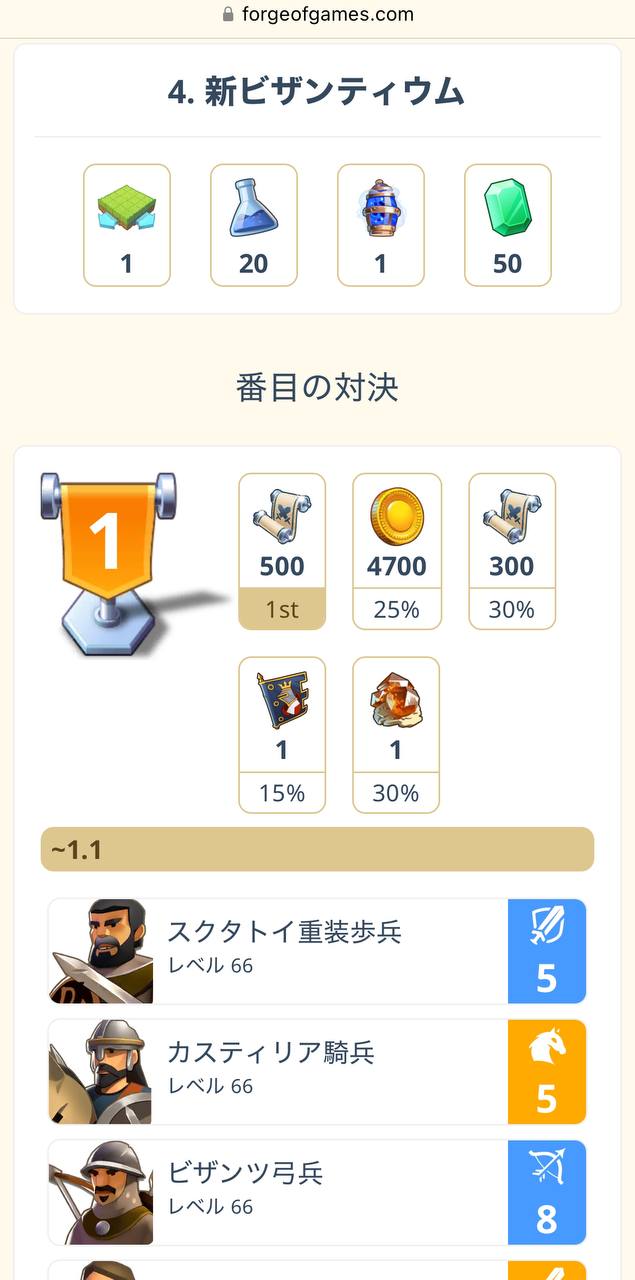 forgeofgames.com
4. 新ビザンティウム
1 20 1 50
番目の対決
1
500 4700 300
1st 25% 30%
1 1
15% 30%
~1.1
スクタトイ重装歩兵
レベル 66
5
カスティリア騎兵
レベル 66
5
ビザンツ弓兵
レベル 66
8